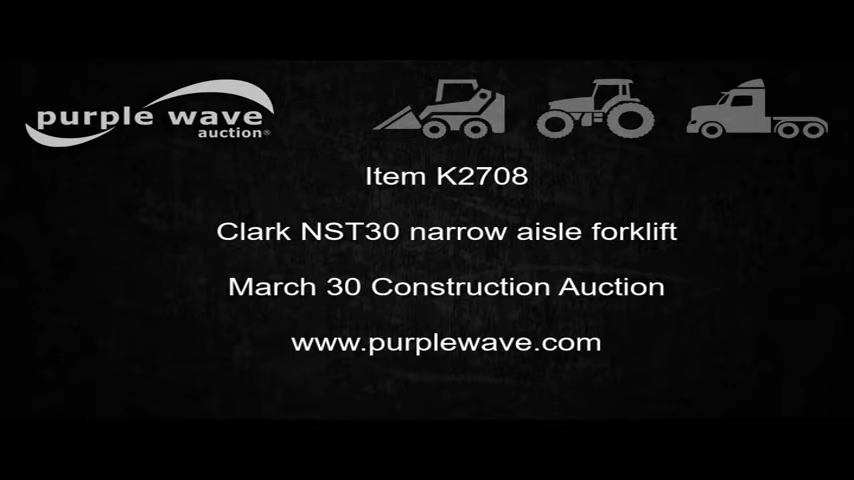 purple wave
auction®
Item K2708
Clark NST30 narrow aisle forklift
March 30 Construction Auction
www.purplewave.com